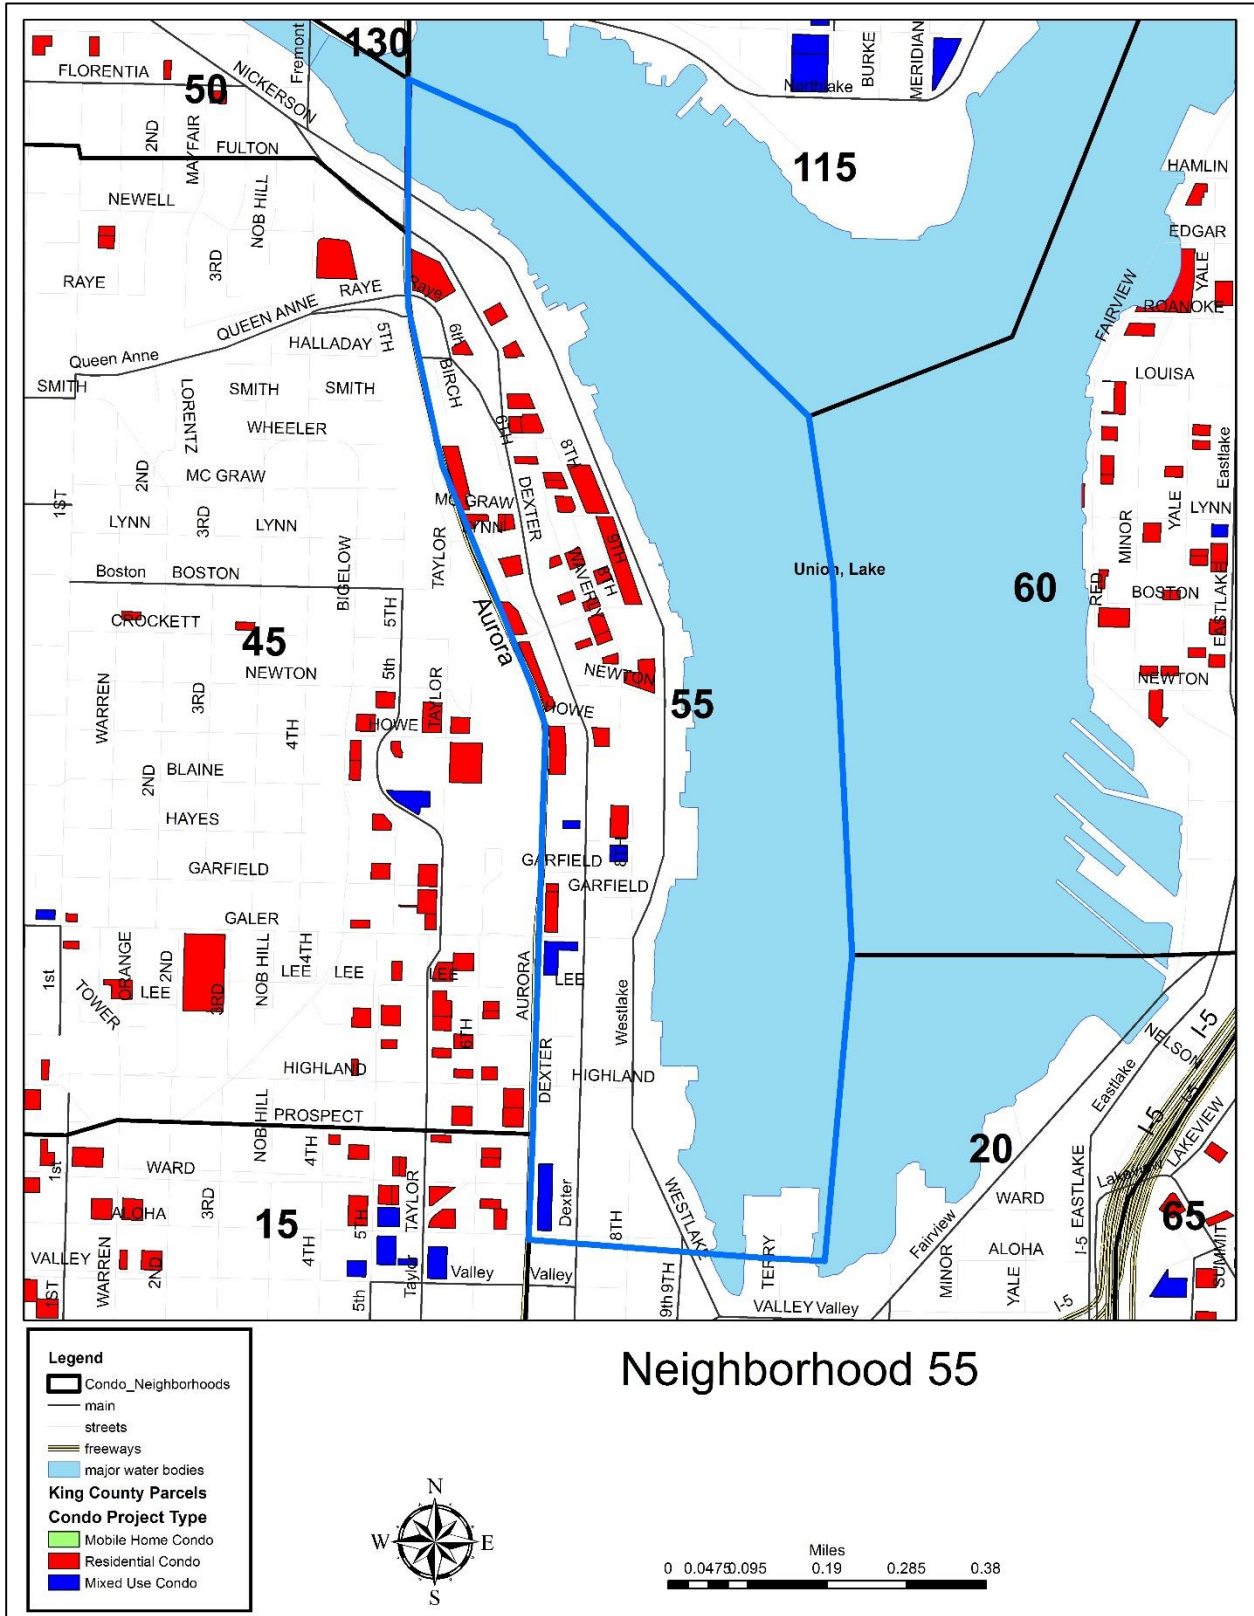 130
FLORENTIA
50
NICKERSON
Fremont
BURKE
MERIDIAN
Northlake
2ND
MAYFAIR
FULTON
115
HAMLIN
NEWELL
NOB HILL
EDGAR
3RD
YALE
RAYE
RAYE
Raye
FAIRVIEW
ROANOKE
QUEEN ANNE
5TH
6th
HALLADAY
Queen Anne
BIRCH
LOUISA
SMITH
SMITH
SMITH
LORENTZ
WHEELER
6TH
8TH
Eastlake
2ND
MC GRAW
DEXTER
1ST
MC GRAW
YALE
LYNN
3RD
LYNN
LYNN
LYNN
MINOR
9TH
WAVERLY
Boston
BOSTON
BIGELOW
TAYLOR
Union, Lake
60
RED
BOSTON
EASTLAKE
8TH
5TH
CROCKETT
45
Aurora
NEWTON
5th
TAYLOR
NEWTON
NEWTON
WARREN
3RD
4TH
HOWE
HOWE
55
2ND
BLAINE
HAYES
GARFIELD
GARFIELD
8TH
GARFIELD
GALER
ORANGE
2ND
NOB HILL
4TH
1st
LEE
LEE
LEE
LEE
LEE
AURORA
TOWER
3RD
Westlake
6TH
I-5
NELSON
HIGHLAND
DEXTER
HIGHLAND
Eastlake
I-5
I-5
PROSPECT
NOB HILL
4TH
LAKEVIEW
20
1st
WARD
Lakeview
3RD
TAYLOR
Dexter
8TH
WESTLAKE
WARD
I-5 EASTLAKE
65
ALOHA
15
5TH
Fairview
VALLEY
WARREN
2ND
4TH
TERRY
MINOR
YALE
ALOHA
SUMMIT
1ST
5th
Taylor
Valley
Valley
9th 9TH
VALLEY Valley
I-5
Neighborhood 55
Legend
Condo_Neighborhoods
main
streets
freeways
major water bodies
King County Parcels
Condo Project Type
Mobile Home Condo
Residential Condo
Mixed Use Condo
N
W E
S
Miles
0 0.0475 0.095 0.19 0.285 0.38